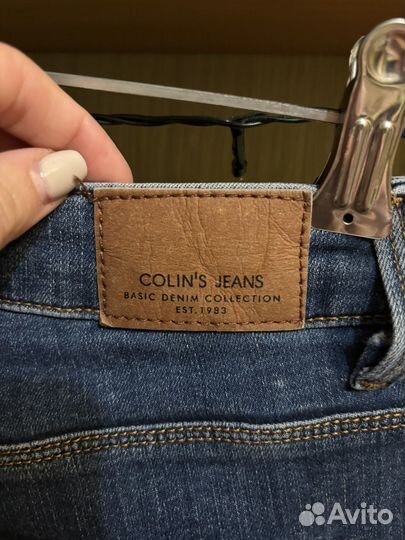 COLIN'S JEANS
BASIC DENIM COLLECTION
EST. 1983
Avito